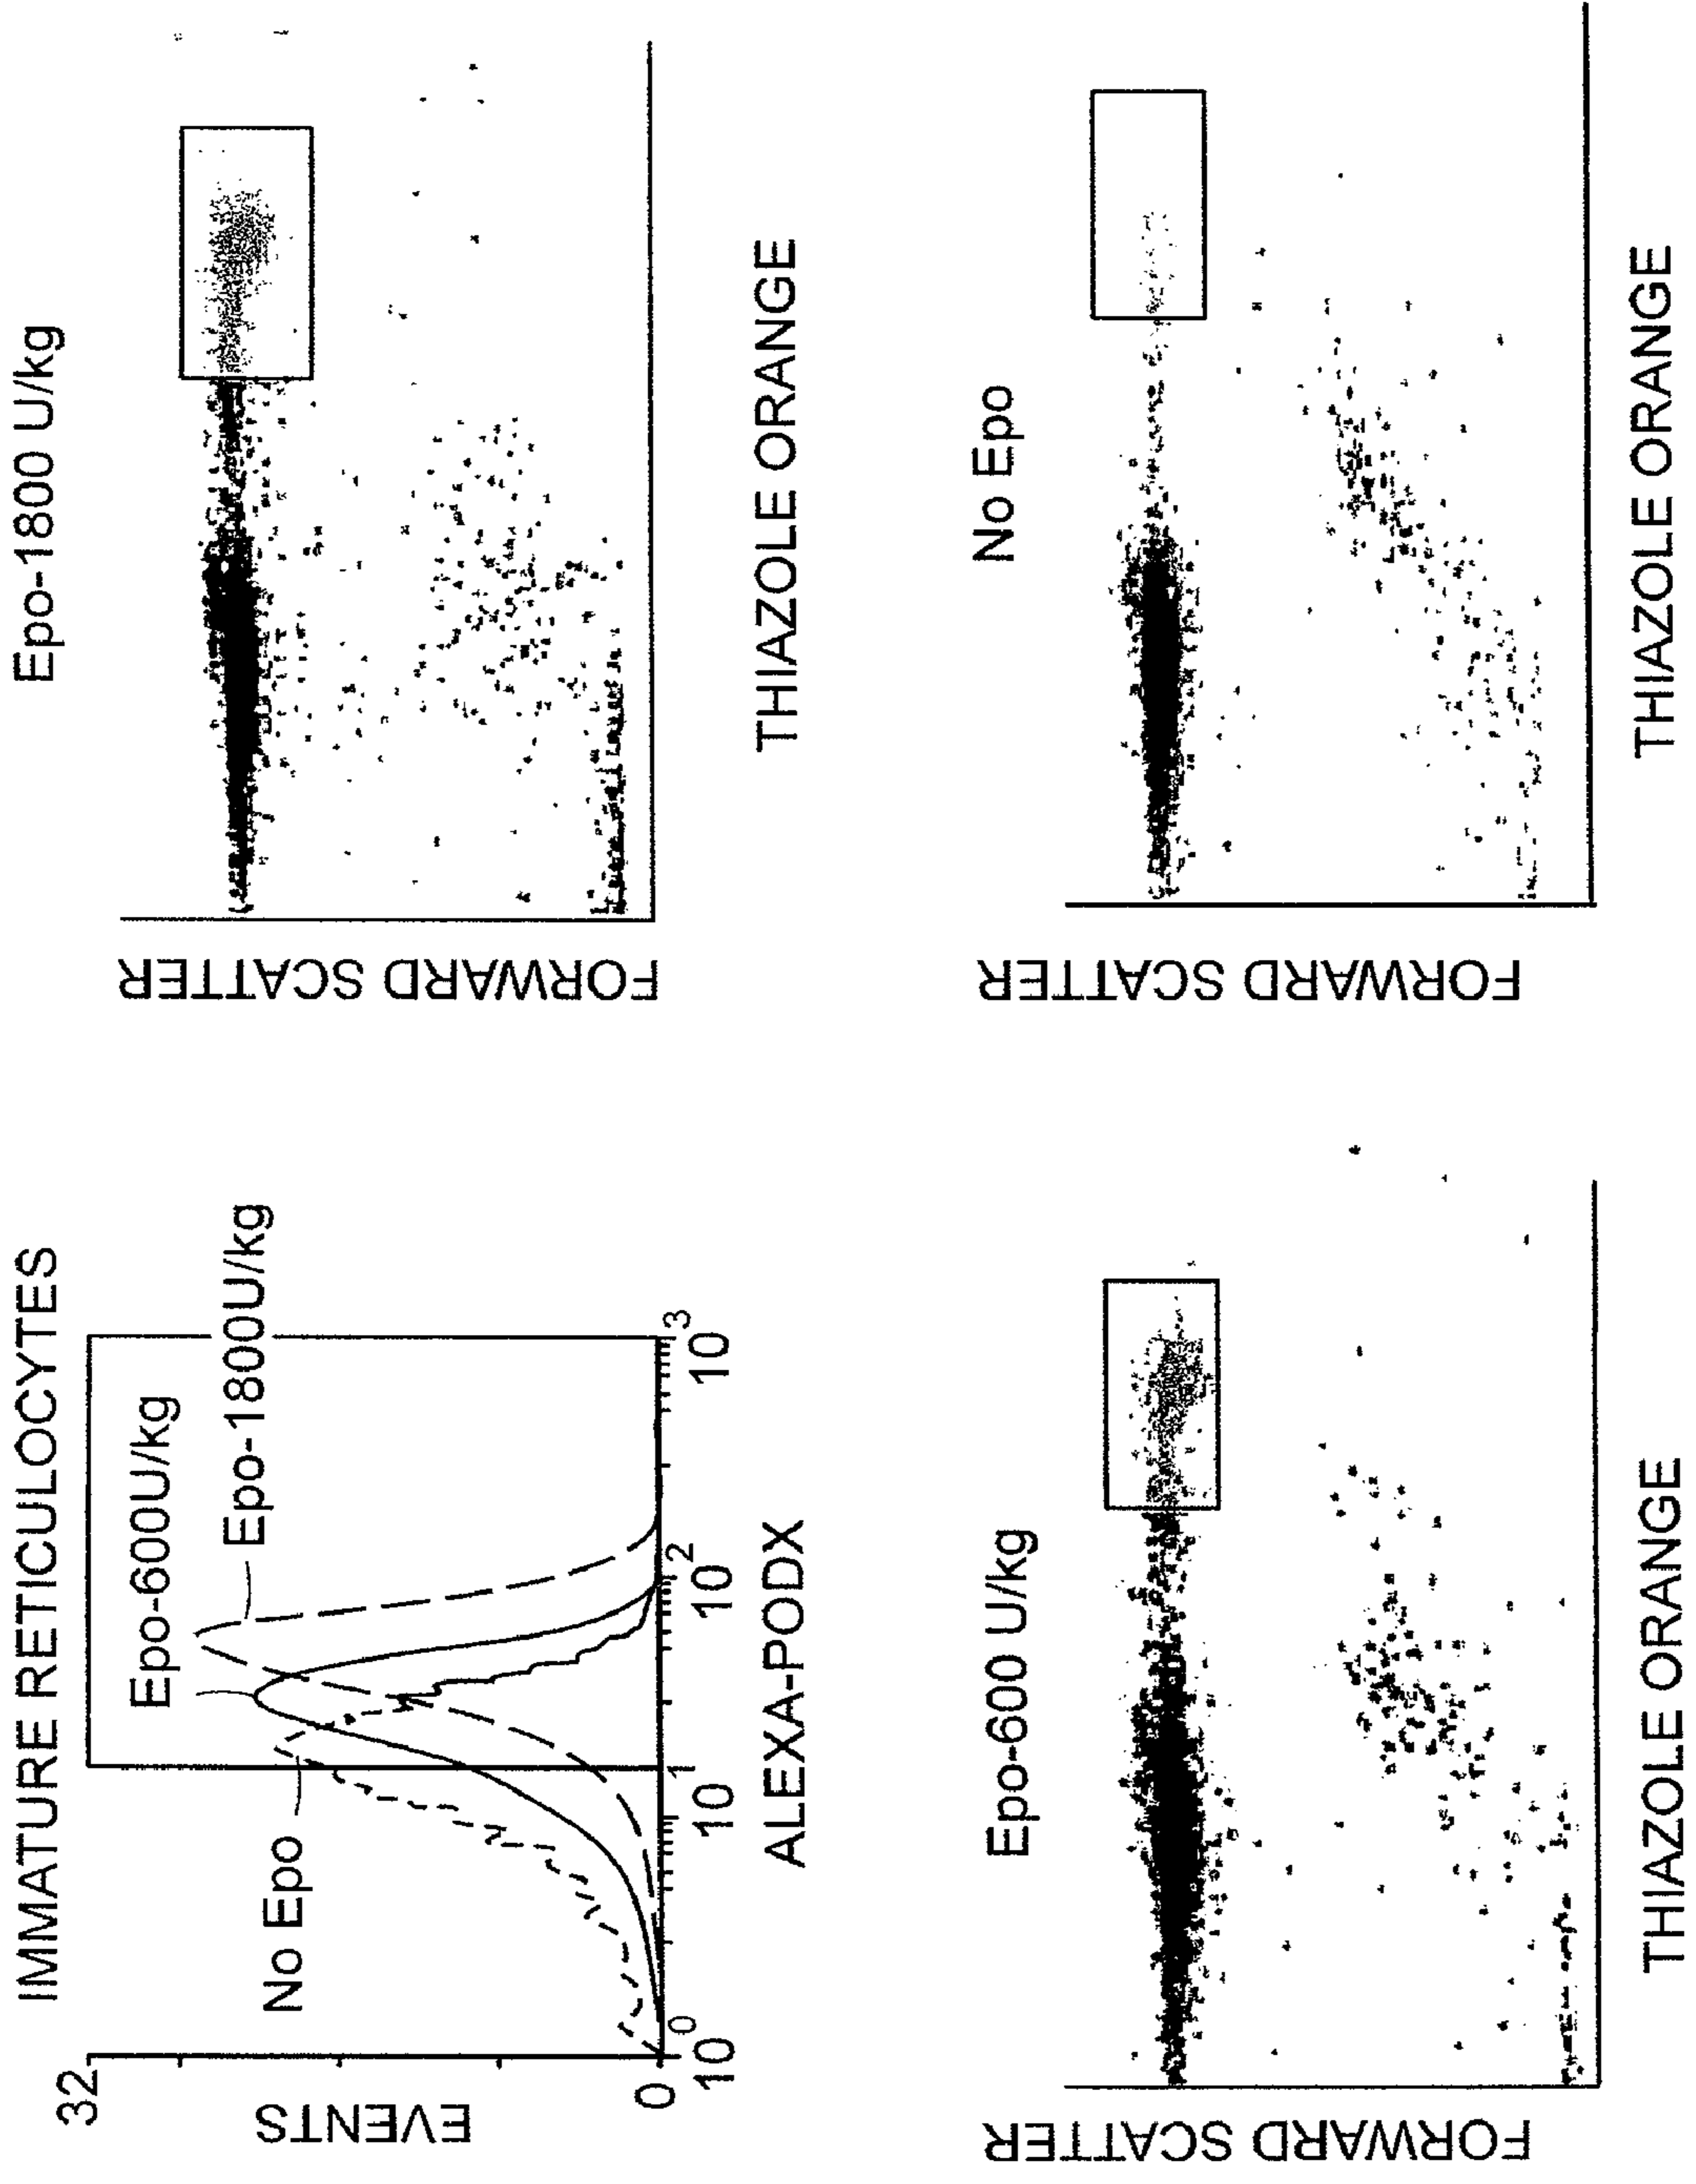 IMMATURE RETICULOCYTES
Epo-600U/kg
Epo-1800U/kg
No Epo
EVENTS
32
0
10^0
10^1
10^2
10^3
ALEXA-PODX
Epo-1800 U/kg
FORWARD SCATTER
THIAZOLE ORANGE
Epo-600 U/kg
FORWARD SCATTER
THIAZOLE ORANGE
No Epo
FORWARD SCATTER
THIAZOLE ORANGE